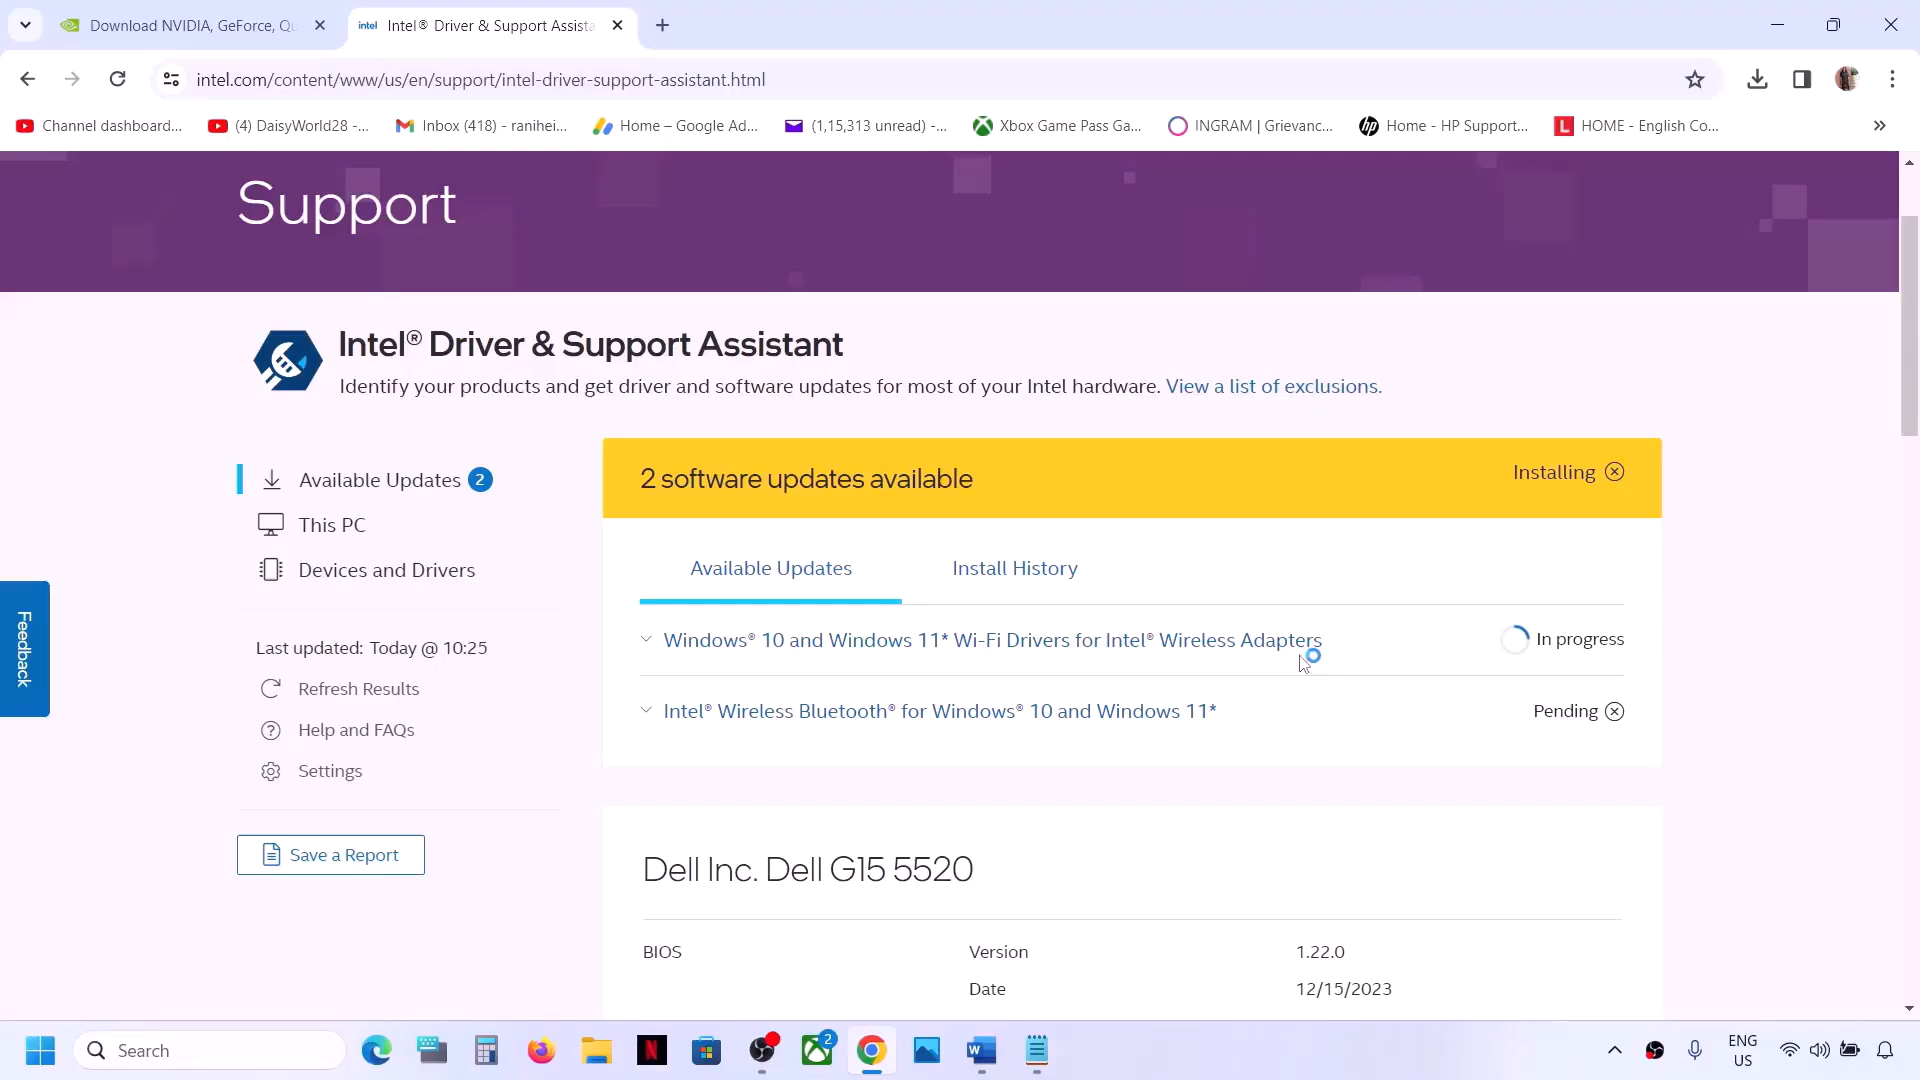 Download NVIDIA, GeForce, Qu
intel Intel® Driver & Support Assista
intel.com/content/www/us/en/support/intel-driver-support-assistant.html
Channel dashboard...
(4) DaisyWorld28 -...
Inbox (418) - ranihei...
Home – Google Ad...
(1,15,313 unread) -...
Xbox Game Pass Ga...
INGRAM | Grievanc...
hp Home - HP Support...
L HOME - English Co...
Support
Intel® Driver & Support Assistant
Identify your products and get driver and software updates for most of your Intel hardware. View a list of exclusions.
Available Updates 2
This PC
Devices and Drivers
Last updated: Today @ 10:25
Refresh Results
Help and FAQs
Settings
Save a Report
Feedback
2 software updates available
Installing
Available Updates
Install History
Windows® 10 and Windows 11* Wi-Fi Drivers for Intel® Wireless Adapters
In progress
Intel® Wireless Bluetooth® for Windows® 10 and Windows 11*
Pending
Dell Inc. Dell G15 5520
BIOS
Version
1.22.0
Date
12/15/2023
Search
N
2
W
ENG
US